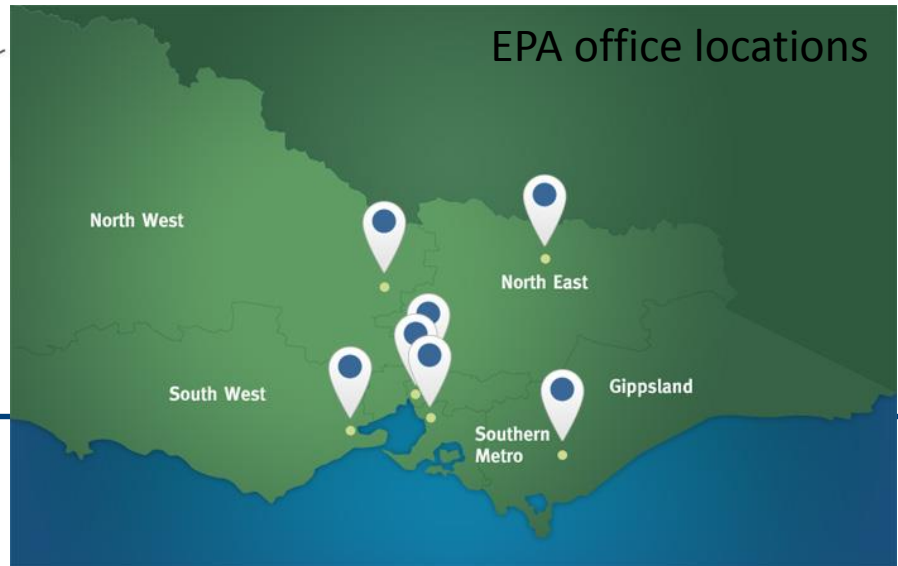 EPA office locations
North West
North East
South West
Gippsland
Southern
Metro